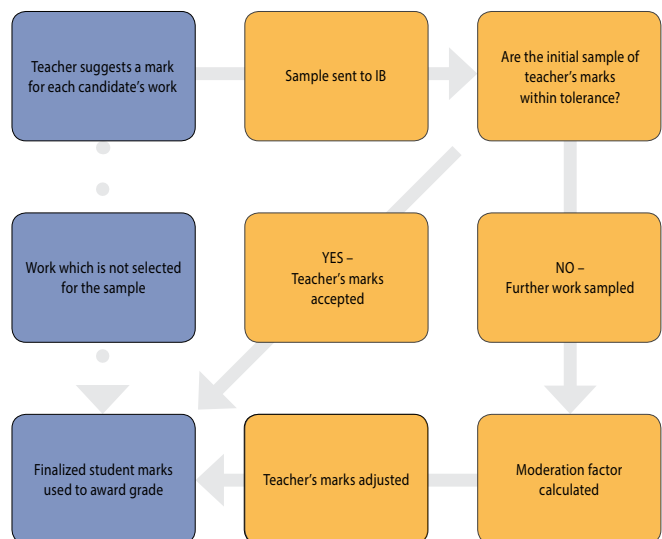 Teacher suggests a mark
for each candidate's work
Sample sent to IB
Are the initial sample of
teacher's marks
within tolerance?
Work which is not selected
for the sample
YES –
Teacher's marks
accepted
NO –
Further work sampled
Finalized student marks
used to award grade
Teacher's marks adjusted
Moderation factor
calculated